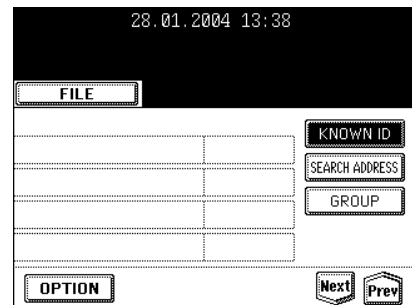 28.01.2004 13:38
FILE
KNOWN ID
SEARCH ADDRESS
GROUP
OPTION
Next
Prev